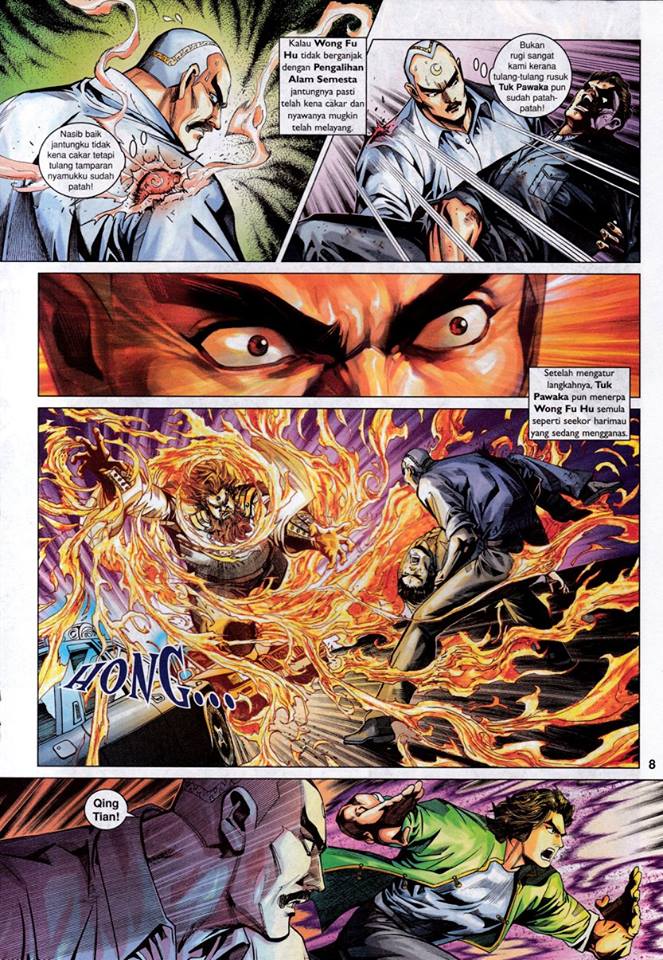 Nasib baik
jantungku tidak
kena cakar tetapi
tulang tamparan
nyamukku sudah
patah!
Kalau Wong Fu
Hu tidak berganjak
dengan Pengalihan
Alam Semesta
jantungnya pasti
telah kena cakar dan
nyawanya mugkin
telah melayang.
Bukan
rugi sangat
kami kerana
tulang-tulang rusuk
Tuk Pawaka pun
sudah patah-
patah!
Setelah mengatur
langkahnya, Tuk
Pawaka pun menerpa
Wong Fu Hu semula
seperti seekor harimau
yang sedang mengganas.
HONG...
8
Qing
Tian!